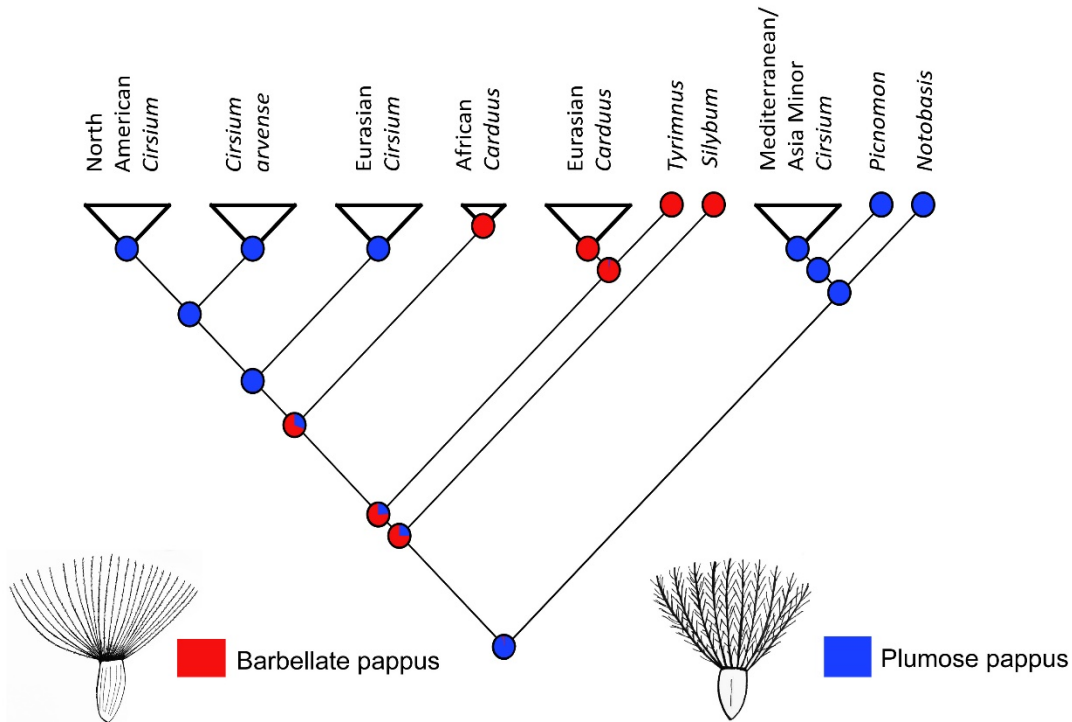 North
American
Cirsium
Cirsium
arvense
Eurasian
Cirsium
African
Carduus
Eurasian
Carduus
Tyrimnus
Silybum
Mediterranean/
Asia Minor
Cirsium
Picnomon
Notobasis
Barbellate pappus
Plumose pappus